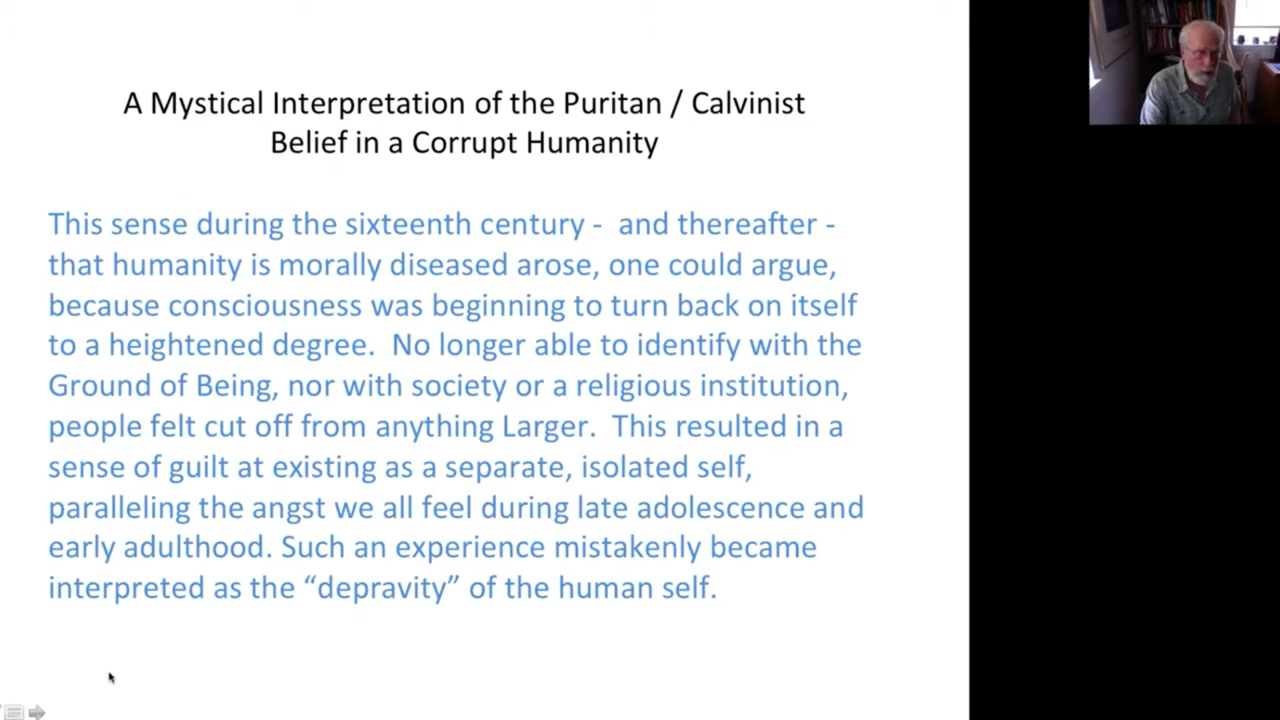 A Mystical Interpretation of the Puritan / Calvinist
Belief in a Corrupt Humanity
This sense during the sixteenth century - and thereafter -
that humanity is morally diseased arose, one could argue,
because consciousness was beginning to turn back on itself
to a heightened degree. No longer able to identify with the
Ground of Being, nor with society or a religious institution,
people felt cut off from anything Larger. This resulted in a
sense of guilt at existing as a separate, isolated self,
paralleling the angst we all feel during late adolescence and
early adulthood. Such an experience mistakenly became
interpreted as the “depravity” of the human self.